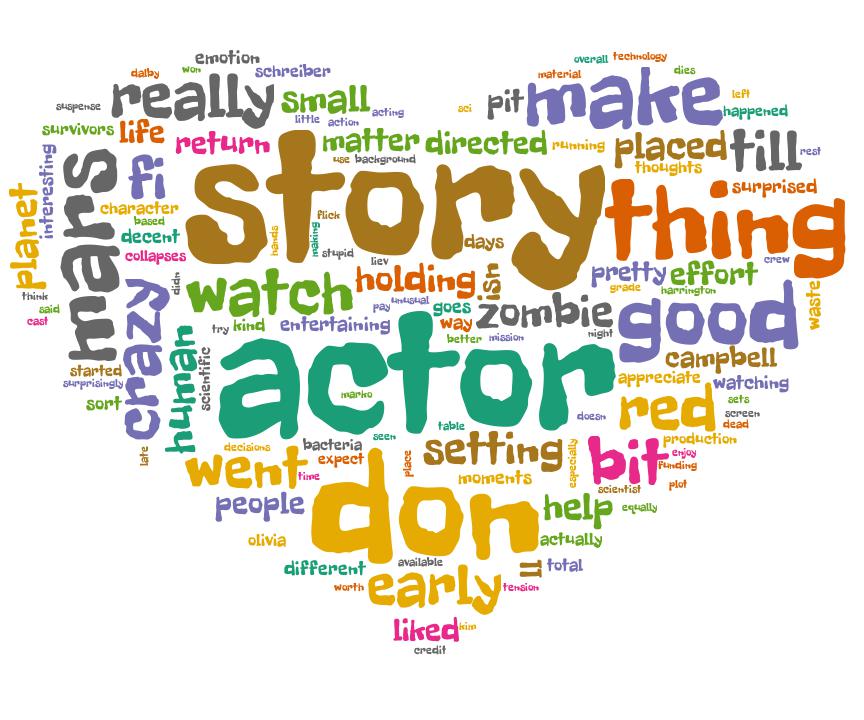 emotion
overall technology
dalby won schreiber
material dies
really small
sci pit make left
suspense little acting
action happened
survivors life return matter directed running placed till rest
use background thoughts
interesting fi
mars story thing surprised
planet character flick
based hands making
decent days
collapses stupid liev crew
think didn watch holding ish pretty effort
said unusual grade harrington
cast crazy pay goes zombie good waste
try kind entertaining way night
human better mission
scientific actor campbell
started appreciate watching
surprisingly marko
sort doesn red sets
screen
table dead
decisions bacteria seen setting production
late went expect place especially bit enjoy
time moments funding
people don scientist plot
help equally
olivia actually
available
different 11 total
worth early tension
liked kim
credit